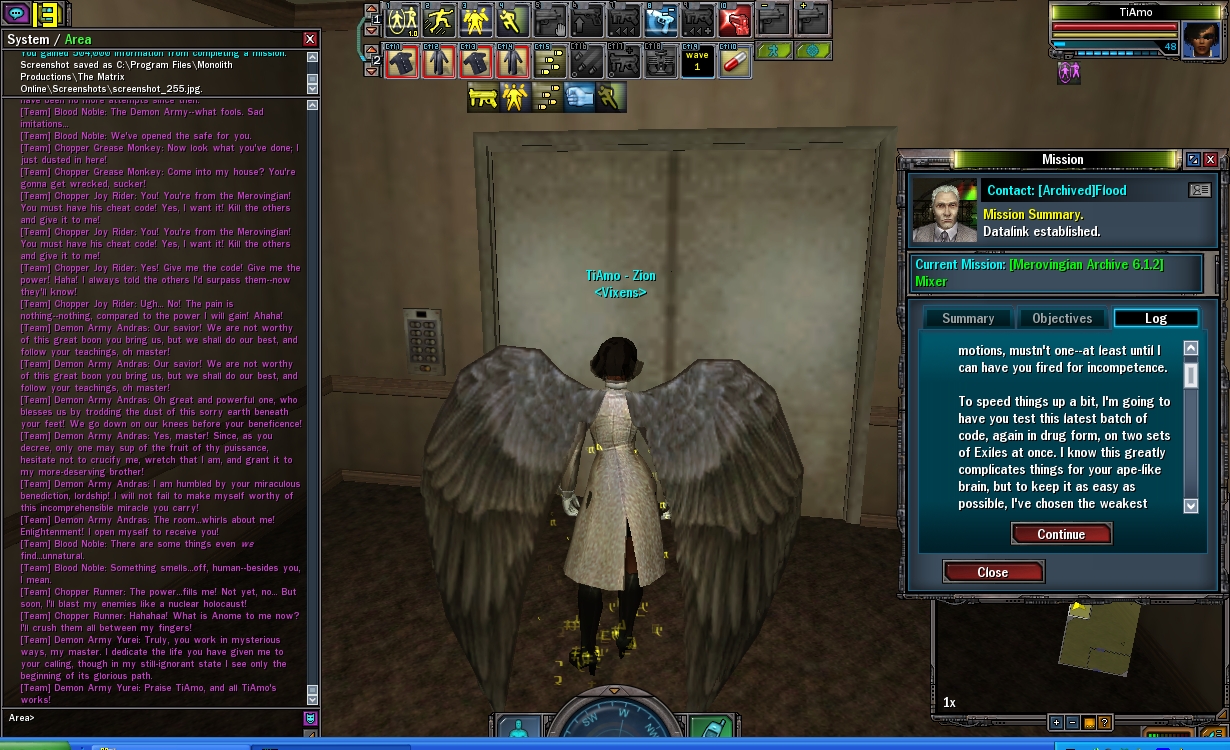 System / Area
You gained 504,000 information from completing a mission.
Screenshot saved as C:\Program Files\Monolith
Productions\The Matrix
Online\Screenshots\screenshot_255.jpg.
have been no more attempts since then.
[Team] Blood Noble: The Demon Army--what fools. Sad
imitations...
[Team] Blood Noble: We've opened the safe for you.
[Team] Chopper Grease Monkey: Now look what you've done; I
just dusted in here!
[Team] Chopper Grease Monkey: Come into my house? You're
gonna get wrecked, sucker!
[Team] Chopper Joy Rider: You! You're from the Merovingian!
You must have his cheat code! Yes, I want it! Kill the others
and give it to me!
[Team] Chopper Joy Rider: You! You're from the Merovingian!
You must have his cheat code! Yes, I want it! Kill the others
and give it to me!
[Team] Chopper Joy Rider: Yes! Give me the code! Give me the
power! Haha! I always told the others I'd surpass them--now
they'll know!
[Team] Chopper Joy Rider: Ugh... No! The pain is
nothing--nothing, compared to the power I will gain! Ahaha!
[Team] Demon Army Andras: Our savior! We are not worthy
of this great boon you bring us, but we shall do our best, and
follow your teachings, oh master!
[Team] Demon Army Andras: Our savior! We are not worthy
of this great boon you bring us, but we shall do our best, and
follow your teachings, oh master!
[Team] Demon Army Andras: Oh great and powerful one, who
blesses us by trodding the dust of this sorry earth beneath
your feet! We go down on our knees before your beneficence!
[Team] Demon Army Andras: Yes, master! Since, as you
decree, only one may sup of the fruit of thy puissance,
hesitate not to crucify me, wretch that I am, and grant it to
my more-deserving brother!
[Team] Demon Army Andras: I am humbled by your miraculous
benediction, lordship! I will not fail to make myself worthy of
this incomprehensible miracle you carry!
[Team] Demon Army Andras: The room...whirls about me!
Enlightenment! I open myself to receive you!
[Team] Blood Noble: There are some things even we
find...unnatural.
[Team] Blood Noble: Something smells...off, human--besides you,
I mean.
[Team] Chopper Runner: The power...fills me! Not yet, no... But
soon, I'll blast my enemies like a nuclear holocaust!
[Team] Chopper Runner: Hahahaa! What is Anome to me now?
I'll crush them all between my fingers!
[Team] Demon Army Yurei: Truly, you work in mysterious
ways, my master. I dedicate the life you have given me to
your calling, though in my still-ignorant state I see only the
beginning of its glorious path.
[Team] Demon Army Yurei: Praise TiAmo, and all TiAmo's
works!
Area>
1
2
1.0
wave
1
TiAmo - Zion
<Vixens>
SW
W
TiAmo
48
Mission
Contact: [Archived]Flood
Mission Summary.
Datalink established.
Current Mission: [Merovingian Archive 6.1.2]
Mixer
Summary
Objectives
Log
motions, mustn't one--at least until I
can have you fired for incompetence.
To speed things up a bit, I'm going to
have you test this latest batch of
code, again in drug form, on two sets
of Exiles at once. I know this greatly
complicates things for your ape-like
brain, but to keep it as easy as
possible, I've chosen the weakest
Continue
Close
1x